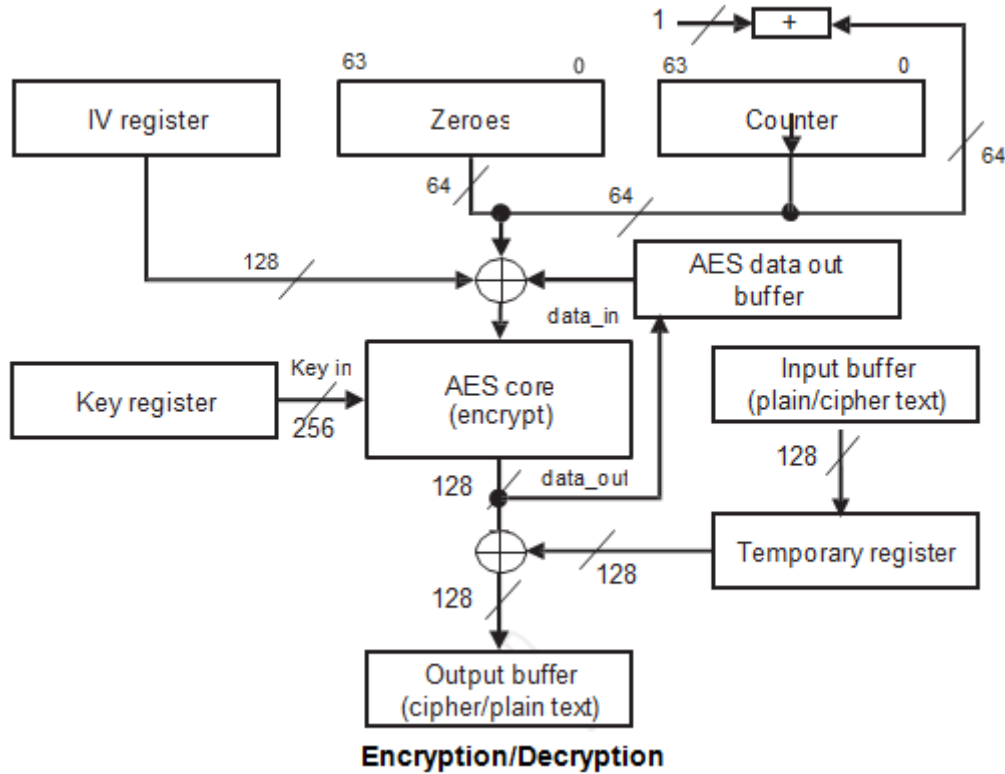 1
+
63
0
63
0
IV register
Zeroes
Counter
64
64
64
128
AES data out
buffer
data_in
Key in
Key register
256
AES core
(encrypt)
Input buffer
(plain/cipher text)
128
128
data_out
Temporary register
128
128
Output buffer
(cipher/plain text)
Encryption/Decryption